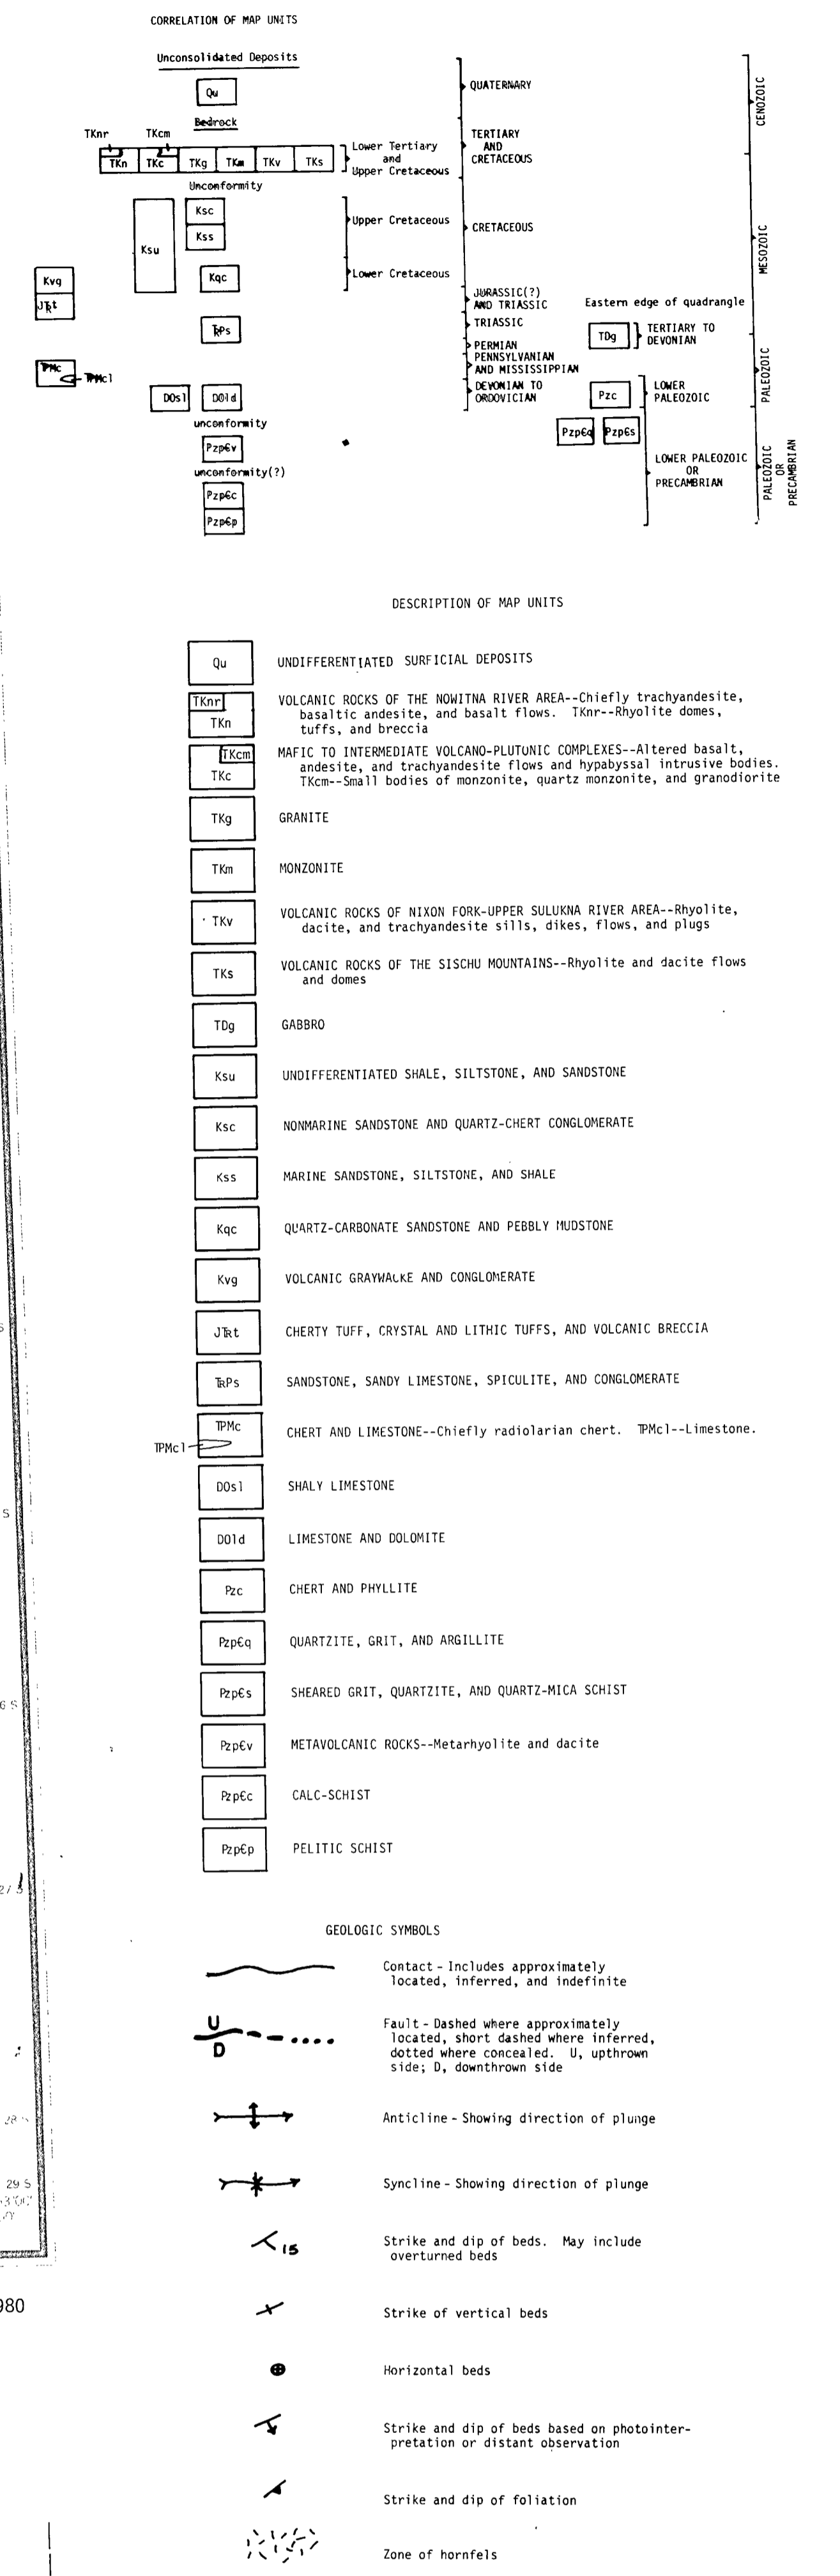 CORRELATION OF MAP UNITS
Unconsolidated Deposits
Qu
Bedrock
TKnr
TKcm
TKn
TKc
TKg
TKm
TKv
TKs
Lower Tertiary
and
Upper Cretaceous
Unconformity
Ksu
Ksc
Kss
Upper Cretaceous
Kqc
Lower Cretaceous
Kvg
JTRt
TRPs
TPMc
TPMcl
DOsl
DOld
unconformity
PzpЄv
unconformity(?)
PzpЄc
PzpЄp
QUATERNARY
TERTIARY
AND
CRETACEOUS
CRETACEOUS
JURASSIC(?)
AND TRIASSIC
TRIASSIC
PERMIAN
PENNSYLVANIAN
AND MISSISSIPPIAN
DEVONIAN TO
ORDOVICIAN
Eastern edge of quadrangle
TDg
TERTIARY TO
DEVONIAN
Pzc
LOWER
PALEOZOIC
PzpЄq
PzpЄs
LOWER PALEOZOIC
OR
PRECAMBRIAN
CENOZOIC
MESOZOIC
PALEOZOIC
PALEOZOIC
OR
PRECAMBRIAN
DESCRIPTION OF MAP UNITS
Qu UNDIFFERENTIATED SURFICIAL DEPOSITS
TKnr
TKn
VOLCANIC ROCKS OF THE NOWITNA RIVER AREA--Chiefly trachyandesite,
basaltic andesite, and basalt flows. TKnr--Rhyolite domes,
tuffs, and breccia
TKcm
TKc
MAFIC TO INTERMEDIATE VOLCANO-PLUTONIC COMPLEXES--Altered basalt,
andesite, and trachyandesite flows and hypabyssal intrusive bodies.
TKcm--Small bodies of monzonite, quartz monzonite, and granodiorite
TKg GRANITE
TKm MONZONITE
TKv VOLCANIC ROCKS OF NIXON FORK-UPPER SULUKNA RIVER AREA--Rhyolite,
dacite, and trachyandesite sills, dikes, flows, and plugs
TKs VOLCANIC ROCKS OF THE SISCHU MOUNTAINS--Rhyolite and dacite flows
and domes
TDg GABBRO
Ksu UNDIFFERENTIATED SHALE, SILTSTONE, AND SANDSTONE
Ksc NONMARINE SANDSTONE AND QUARTZ-CHERT CONGLOMERATE
Kss MARINE SANDSTONE, SILTSTONE, AND SHALE
Kqc QUARTZ-CARBONATE SANDSTONE AND PEBBLY MUDSTONE
Kvg VOLCANIC GRAYWACKE AND CONGLOMERATE
JTRt CHERTY TUFF, CRYSTAL AND LITHIC TUFFS, AND VOLCANIC BRECCIA
TRPs SANDSTONE, SANDY LIMESTONE, SPICULITE, AND CONGLOMERATE
TPMc
TPMcl
CHERT AND LIMESTONE--Chiefly radiolarian chert. TPMcl--Limestone.
DOsl SHALY LIMESTONE
DOld LIMESTONE AND DOLOMITE
Pzc CHERT AND PHYLLITE
PzpЄq QUARTZITE, GRIT, AND ARGILLITE
PzpЄs SHEARED GRIT, QUARTZITE, AND QUARTZ-MICA SCHIST
PzpЄv METAVOLCANIC ROCKS--Metarhyolite and dacite
PzpЄc CALC-SCHIST
PzpЄp PELITIC SCHIST
GEOLOGIC SYMBOLS
Contact - Includes approximately
located, inferred, and indefinite
U
D
Fault - Dashed where approximately
located, short dashed where inferred,
dotted where concealed. U, upthrown
side; D, downthrown side
Anticline - Showing direction of plunge
Syncline - Showing direction of plunge
15
Strike and dip of beds. May include
overturned beds
Strike of vertical beds
Horizontal beds
Strike and dip of beds based on photointer-
pretation or distant observation
Strike and dip of foliation
Zone of hornfels
S
6 S
29 S
980